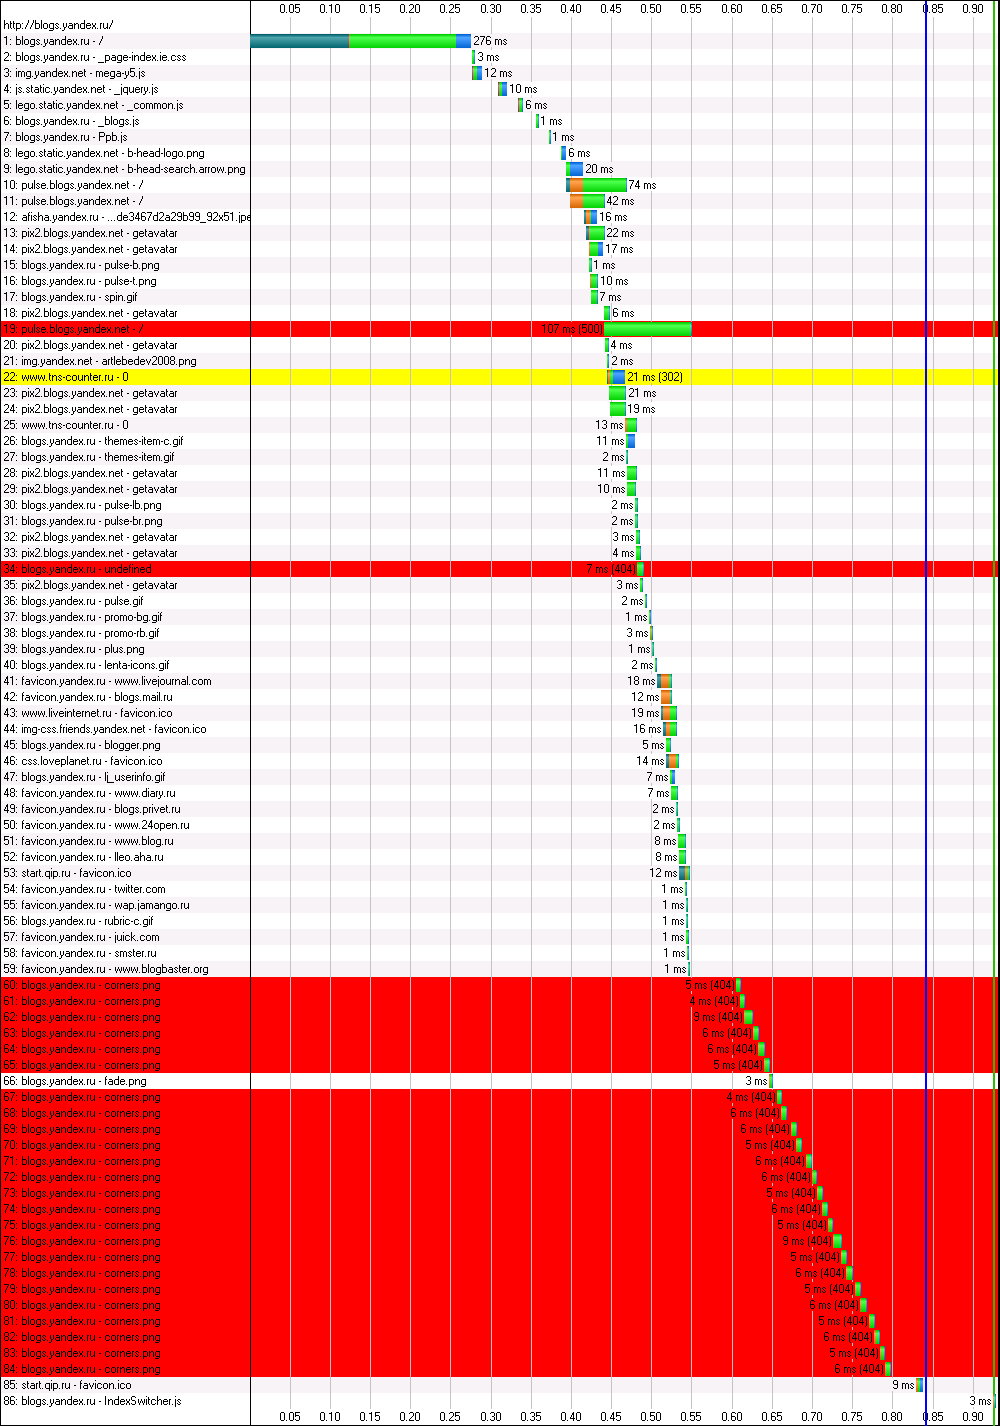 0.05 0.10 0.15 0.20 0.25 0.30 0.35 0.40 0.45 0.50 0.55 0.60 0.65 0.70 0.75 0.80 0.85 0.90
http://blogs.yandex.ru/
1: blogs.yandex.ru - / 276 ms
2: blogs.yandex.ru - _page-index.ie.css 3 ms
3: img.yandex.net - mega-y5.js 12 ms
4: js.static.yandex.net - _jquery.js 10 ms
5: lego.static.yandex.net - _common.js 6 ms
6: blogs.yandex.ru - _blogs.js 1 ms
7: blogs.yandex.ru - Ppb.js 1 ms
8: lego.static.yandex.net - b-head-logo.png 6 ms
9: lego.static.yandex.net - b-head-search.arrow.png 20 ms
10: pulse.blogs.yandex.net - / 74 ms
11: pulse.blogs.yandex.net - / 42 ms
12: afisha.yandex.ru - ...de3467d2a29b99_92x51.jpe 16 ms
13: pix2.blogs.yandex.net - getavatar 22 ms
14: pix2.blogs.yandex.net - getavatar 17 ms
15: blogs.yandex.ru - pulse-b.png 1 ms
16: blogs.yandex.ru - pulse-t.png 10 ms
17: blogs.yandex.ru - spin.gif 7 ms
18: pix2.blogs.yandex.net - getavatar 6 ms
19: pulse.blogs.yandex.net - / 107 ms (500)
20: pix2.blogs.yandex.net - getavatar 4 ms
21: img.yandex.net - artlebedev2008.png 2 ms
22: www.tns-counter.ru - 0 21 ms (302)
23: pix2.blogs.yandex.net - getavatar 21 ms
24: pix2.blogs.yandex.net - getavatar 19 ms
25: www.tns-counter.ru - 0 13 ms
26: blogs.yandex.ru - themes-item-c.gif 11 ms
27: blogs.yandex.ru - themes-item.gif 2 ms
28: pix2.blogs.yandex.net - getavatar 11 ms
29: pix2.blogs.yandex.net - getavatar 10 ms
30: blogs.yandex.ru - pulse-lb.png 2 ms
31: blogs.yandex.ru - pulse-br.png 2 ms
32: pix2.blogs.yandex.net - getavatar 3 ms
33: pix2.blogs.yandex.net - getavatar 4 ms
34: blogs.yandex.ru - undefined 7 ms (404)
35: pix2.blogs.yandex.net - getavatar 3 ms
36: blogs.yandex.ru - pulse.gif 2 ms
37: blogs.yandex.ru - promo-bg.gif 1 ms
38: blogs.yandex.ru - promo-rb.gif 3 ms
39: blogs.yandex.ru - plus.png 1 ms
40: blogs.yandex.ru - lenta-icons.gif 2 ms
41: favicon.yandex.ru - www.livejournal.com 18 ms
42: favicon.yandex.ru - blogs.mail.ru 12 ms
43: www.liveinternet.ru - favicon.ico 19 ms
44: img-css.friends.yandex.net - favicon.ico 16 ms
45: blogs.yandex.ru - blogger.png 5 ms
46: css.loveplanet.ru - favicon.ico 14 ms
47: blogs.yandex.ru - lj_userinfo.gif 7 ms
48: favicon.yandex.ru - www.diary.ru 7 ms
49: favicon.yandex.ru - blogs.privet.ru 2 ms
50: favicon.yandex.ru - www.24open.ru 2 ms
51: favicon.yandex.ru - www.blog.ru 8 ms
52: favicon.yandex.ru - lleo.aha.ru 8 ms
53: start.qip.ru - favicon.ico 12 ms
54: favicon.yandex.ru - twitter.com 1 ms
55: favicon.yandex.ru - wap.jamango.ru 1 ms
56: blogs.yandex.ru - rubric-c.gif 1 ms
57: favicon.yandex.ru - juick.com 1 ms
58: favicon.yandex.ru - smster.ru 1 ms
59: favicon.yandex.ru - www.blogbaster.org 1 ms
60: blogs.yandex.ru - corners.png 5 ms (404)
61: blogs.yandex.ru - corners.png 4 ms (404)
62: blogs.yandex.ru - corners.png 9 ms (404)
63: blogs.yandex.ru - corners.png 6 ms (404)
64: blogs.yandex.ru - corners.png 6 ms (404)
65: blogs.yandex.ru - corners.png 5 ms (404)
66: blogs.yandex.ru - fade.png 3 ms
67: blogs.yandex.ru - corners.png 4 ms (404)
68: blogs.yandex.ru - corners.png 6 ms (404)
69: blogs.yandex.ru - corners.png 6 ms (404)
70: blogs.yandex.ru - corners.png 5 ms (404)
71: blogs.yandex.ru - corners.png 6 ms (404)
72: blogs.yandex.ru - corners.png 6 ms (404)
73: blogs.yandex.ru - corners.png 5 ms (404)
74: blogs.yandex.ru - corners.png 6 ms (404)
75: blogs.yandex.ru - corners.png 5 ms (404)
76: blogs.yandex.ru - corners.png 9 ms (404)
77: blogs.yandex.ru - corners.png 5 ms (404)
78: blogs.yandex.ru - corners.png 6 ms (404)
79: blogs.yandex.ru - corners.png 5 ms (404)
80: blogs.yandex.ru - corners.png 6 ms (404)
81: blogs.yandex.ru - corners.png 5 ms (404)
82: blogs.yandex.ru - corners.png 6 ms (404)
83: blogs.yandex.ru - corners.png 5 ms (404)
84: blogs.yandex.ru - corners.png 6 ms (404)
85: start.qip.ru - favicon.ico 9 ms
86: blogs.yandex.ru - IndexSwitcher.js 3 ms
0.05 0.10 0.15 0.20 0.25 0.30 0.35 0.40 0.45 0.50 0.55 0.60 0.65 0.70 0.75 0.80 0.85 0.90